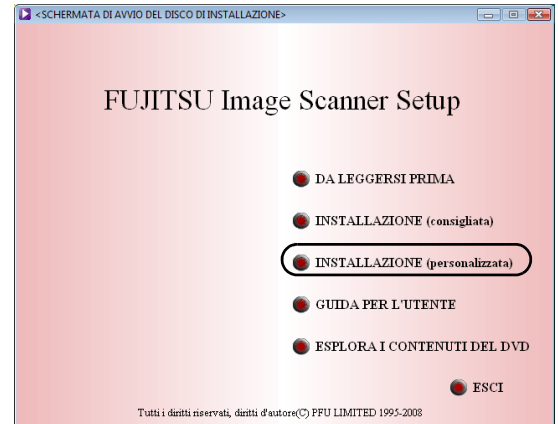 <SCHERMATA DI AVVIO DEL DISCO DI INSTALLAZIONE>
FUJITSU Image Scanner Setup
DA LEGGERSI PRIMA
INSTALLAZIONE (consigliata)
INSTALLAZIONE (personalizzata)
GUIDA PER L'UTENTE
ESPLORA I CONTENUTI DEL DVD
ESCI
Tutti i diritti riservati, diritti d'autore(C) PFU LIMITED 1995-2008